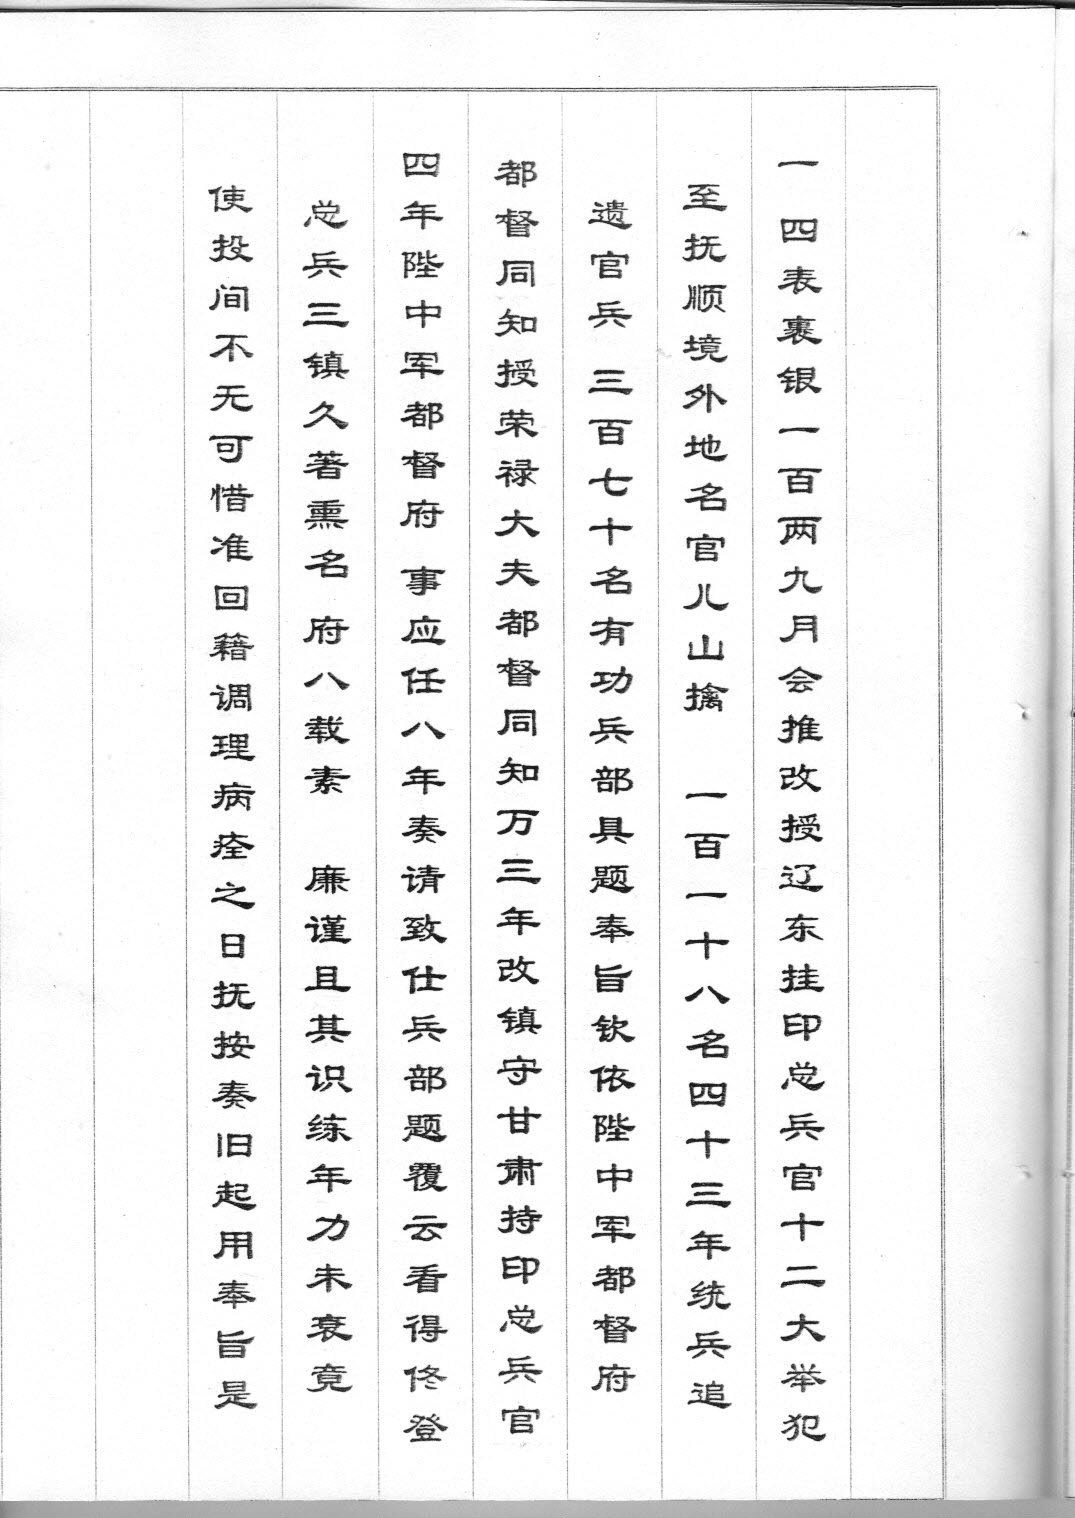 一 四表裹银一百两九月会推改授辽东挂印总兵官十二大举犯
至抚顺境外地名官儿山擒 一百一十八名四十三年统兵追
遗官兵 三百七十名有功兵部具题奉旨钦依陛中军都督府
都督同知授荣禄大夫都督同知万三年改镇守甘肃持印总兵官
四年陛中军都督府 事应任八年奏请致仕兵部题覆云看得佟登
总兵三镇久著熏名 府八载素 廉谨且其识练年力未衰竟
使投间不无可惜准回籍调理病痊之日抚按奏旧起用奉旨是